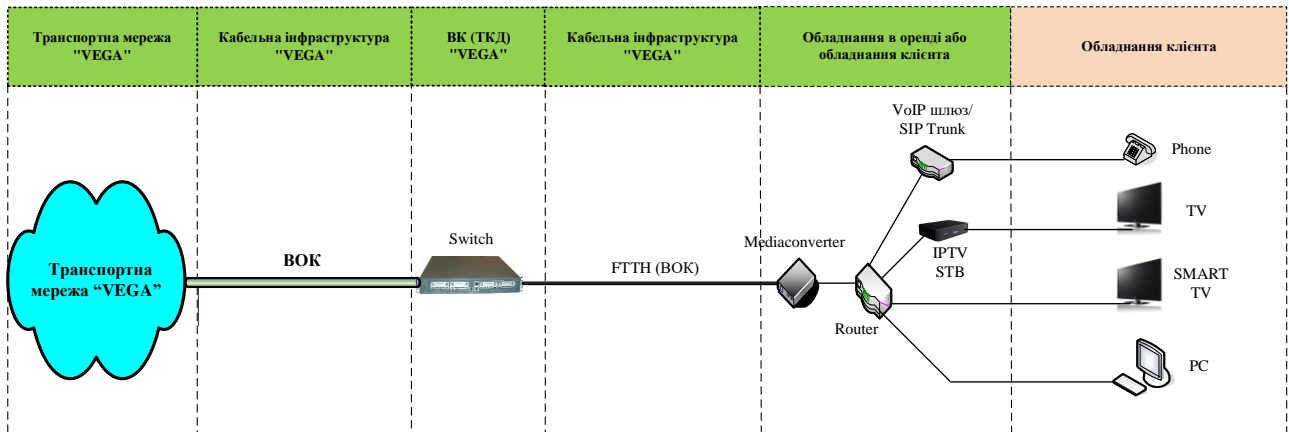 Транспортна мережа
"VEGA"
Кабельна інфраструктура
"VEGA"
ВК (ТКД)
"VEGA"
Кабельна інфраструктура
"VEGA"
Обладнання в оренді або
обладнання клієнта
Обладнання клієнта
VoIP шлюз/
SIP Trunk
Phone
TV
Switch
Mediaconverter
IPTV
STB
ВОК
FTTH (ВОК)
Транспортна
мережа “VEGA”
SMART
TV
Router
PC